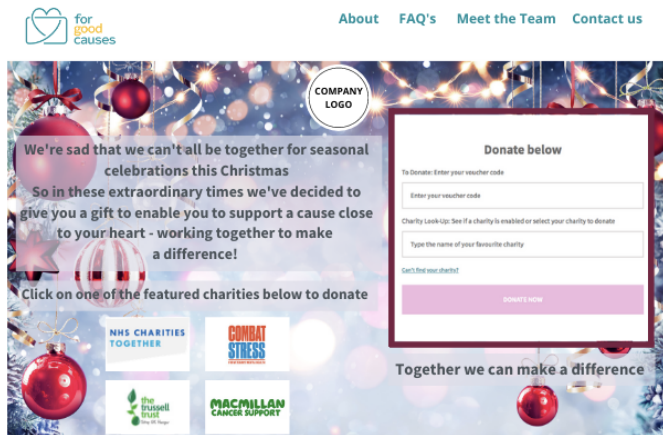 for
good
causes
About FAQ's Meet the Team Contact us
COMPANY
LOGO
We're sad that we can't all be together for seasonal
celebrations this Christmas
So in these extraordinary times we've decided to
give you a gift to enable you to support a cause close
to your heart - working together to make
a difference!
Click on one of the featured charities below to donate
NHS CHARITIES
TOGETHER
COMBAT
STRESS
the
trussell
trust
MACMILLAN
CANCER SUPPORT
Donate below
To Donate: Enter your voucher code
Enter your voucher code
Charity Look-Up: See if a charity is enabled or select your charity to donate
Type the name of your favourite charity
Can't find your charity?
DONATE NOW
Together we can make a difference